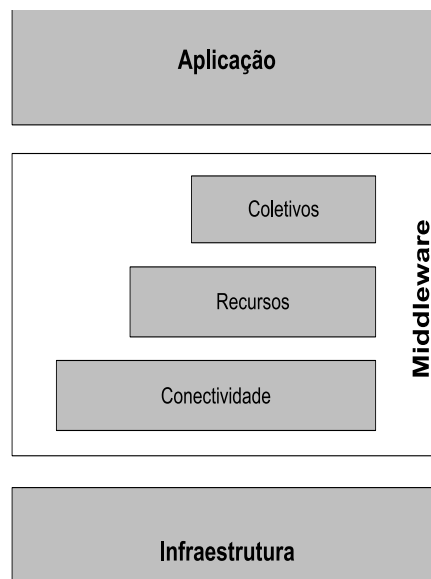 Aplicação
Coletivos
Recursos
Conectividade
Middleware
Infraestrutura